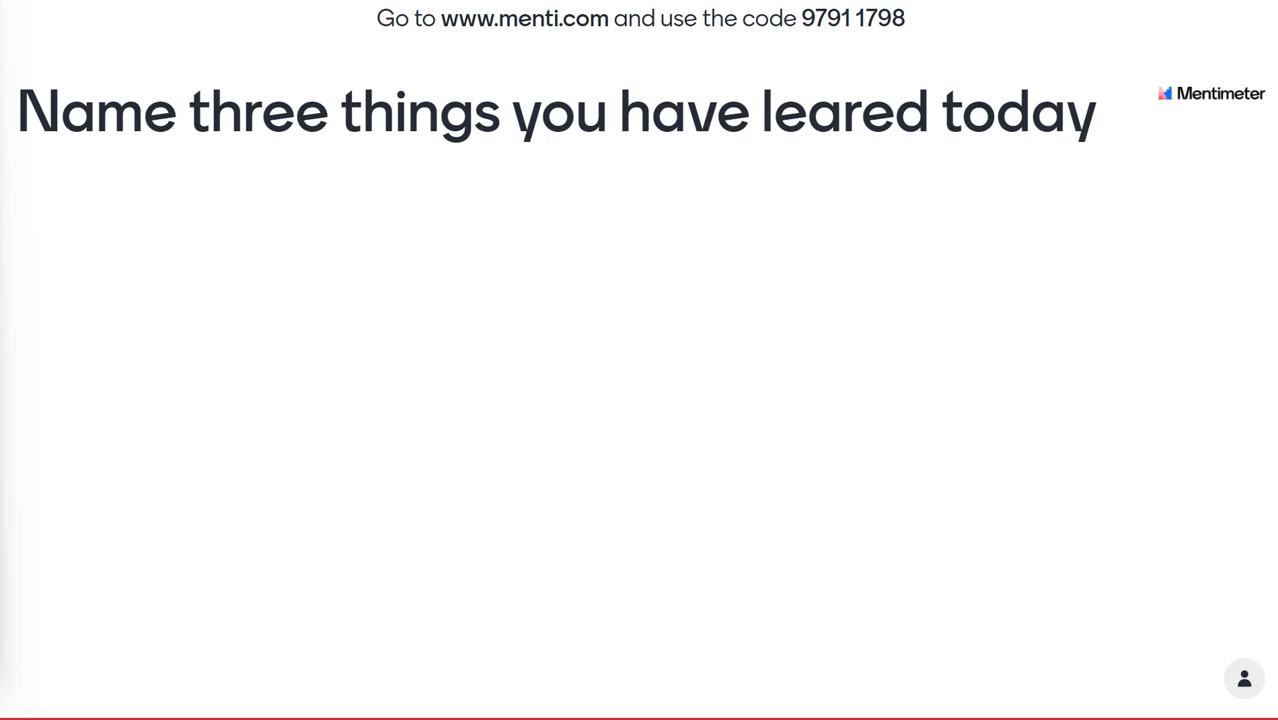 Go to www.menti.com and use the code 9791 1798
Name three things you have leared today
Mentimeter